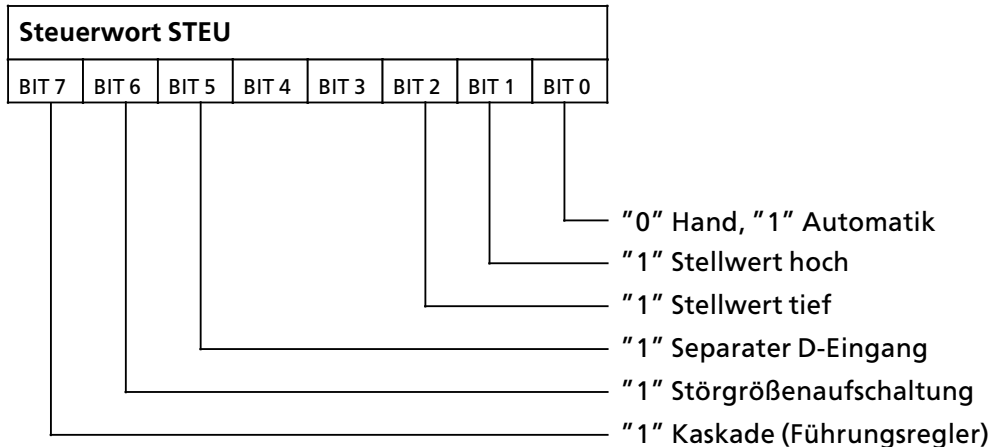 Steuerwort STEU
BIT 7 BIT 6 BIT 5 BIT 4 BIT 3 BIT 2 BIT 1 BIT 0
"0" Hand, "1" Automatik
"1" Stellwert hoch
"1" Stellwert tief
"1" Separater D-Eingang
"1" Störgrößenaufschaltung
"1" Kaskade (Führungsregler)